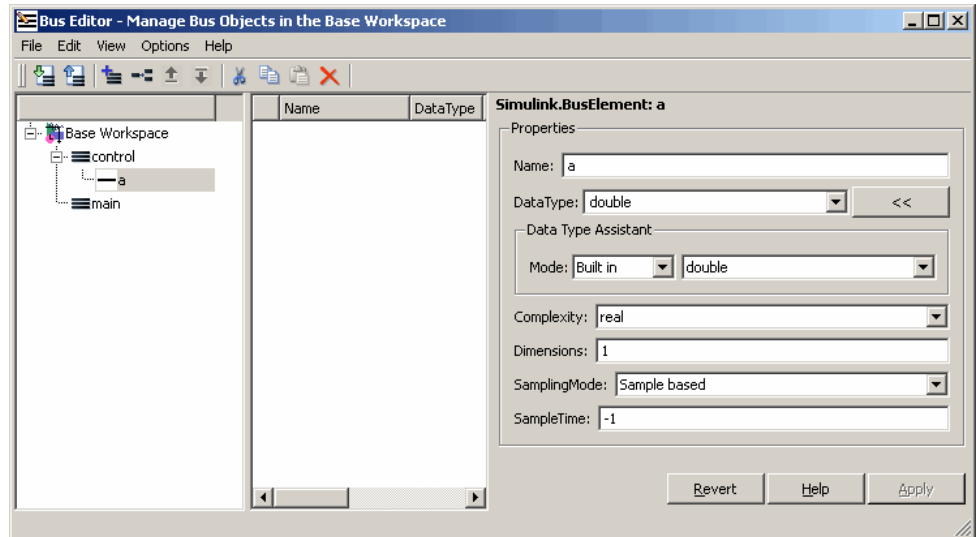 Bus Editor - Manage Bus Objects in the Base Workspace
File Edit View Options Help
Base Workspace
control
a
main
Name DataType
Simulink.BusElement: a
Properties
Name: a
DataType: double <<
Data Type Assistant
Mode: Built in double
Complexity: real
Dimensions: 1
SamplingMode: Sample based
SampleTime: -1
Revert Help Apply